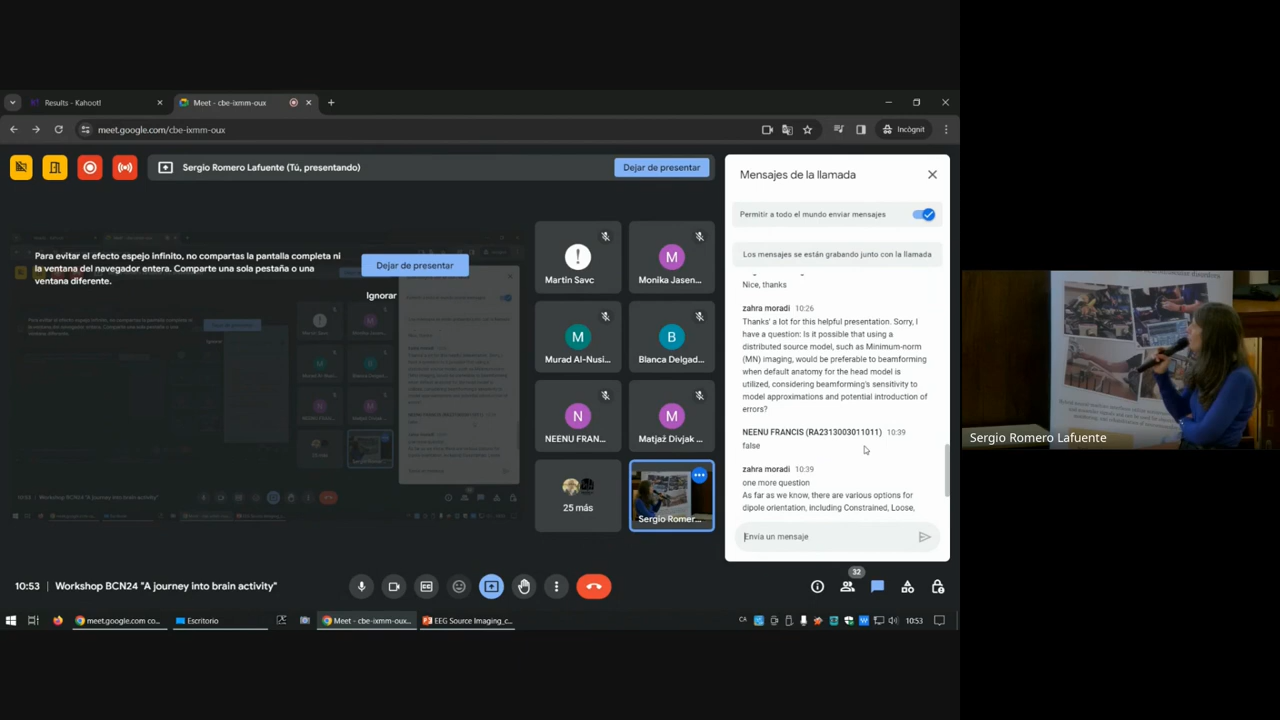 Results - Kahoot!
Meet - cbe-ixmm-oux
meet.google.com/cbe-ixmm-oux
Incògnit
Sergio Romero Lafuente (Tú, presentando)
Dejar de presentar
Para evitar el efecto espejo infinito, no compartas la pantalla completa ni
la ventana del navegador entera. Comparte una sola pestaña o una
ventana diferente.
Dejar de presentar
Ignorar
Martin Savc
M
Monika Jasen...
M
Murad Al-Nusi...
B
Blanca Delgad...
N
NEENU FRAN...
M
Matjaž Divjak ...
25 más
Sergio Romer...
Mensajes de la llamada
Permitir a todo el mundo enviar mensajes
Los mensajes se están grabando junto con la llamada
Nice, thanks
zahra moradi 10:26
Thanks' a lot for this helpful presentation. Sorry, I
have a question: Is it possible that using a
distributed source model, such as Minimum-norm
(MN) imaging, would be preferable to beamforming
when default anatomy for the head model is
utilized, considering beamforming's sensitivity to
model approximations and potential introduction of
errors?
NEENU FRANCIS (RA2313003011011) 10:39
false
zahra moradi 10:39
one more question
As far as we know, there are various options for
dipole orientation, including Constrained, Loose,
Envía un mensaje
10:53 | Workshop BCN24 "A journey into brain activity"
32
meet.google.com co...
Escritorio
Meet - cbe-ixmm-oux...
EEG Source Imaging_c...
CA
10:53
Sergio Romero Lafuente